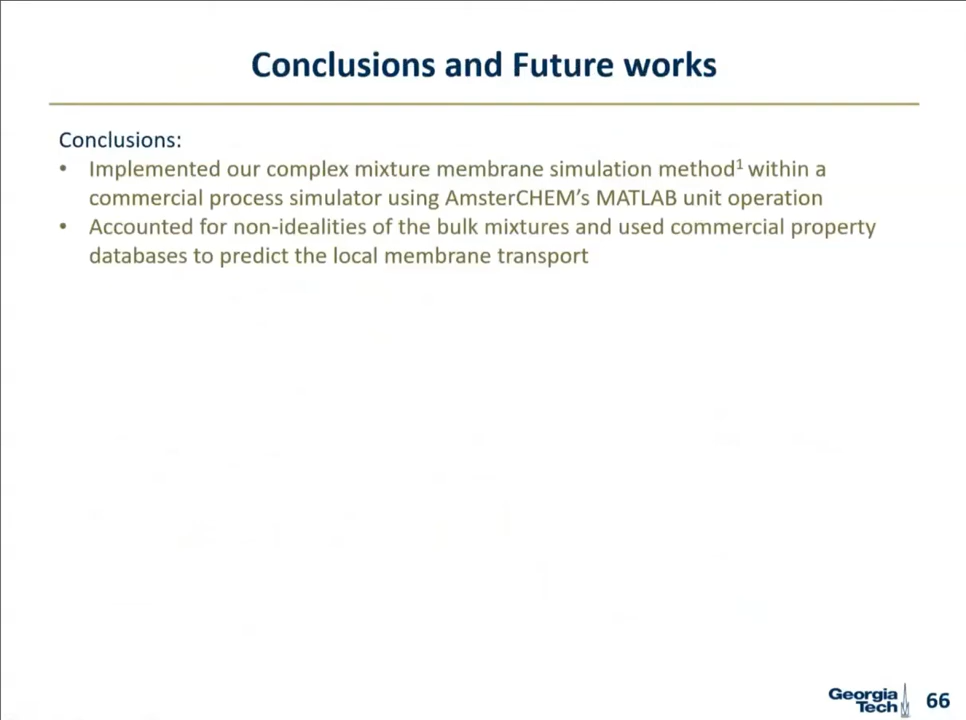 Conclusions and Future works
Conclusions:
• Implemented our complex mixture membrane simulation method¹ within a
commercial process simulator using AmsterCHEM's MATLAB unit operation
• Accounted for non-idealities of the bulk mixtures and used commercial property
databases to predict the local membrane transport
Georgia
Tech
66